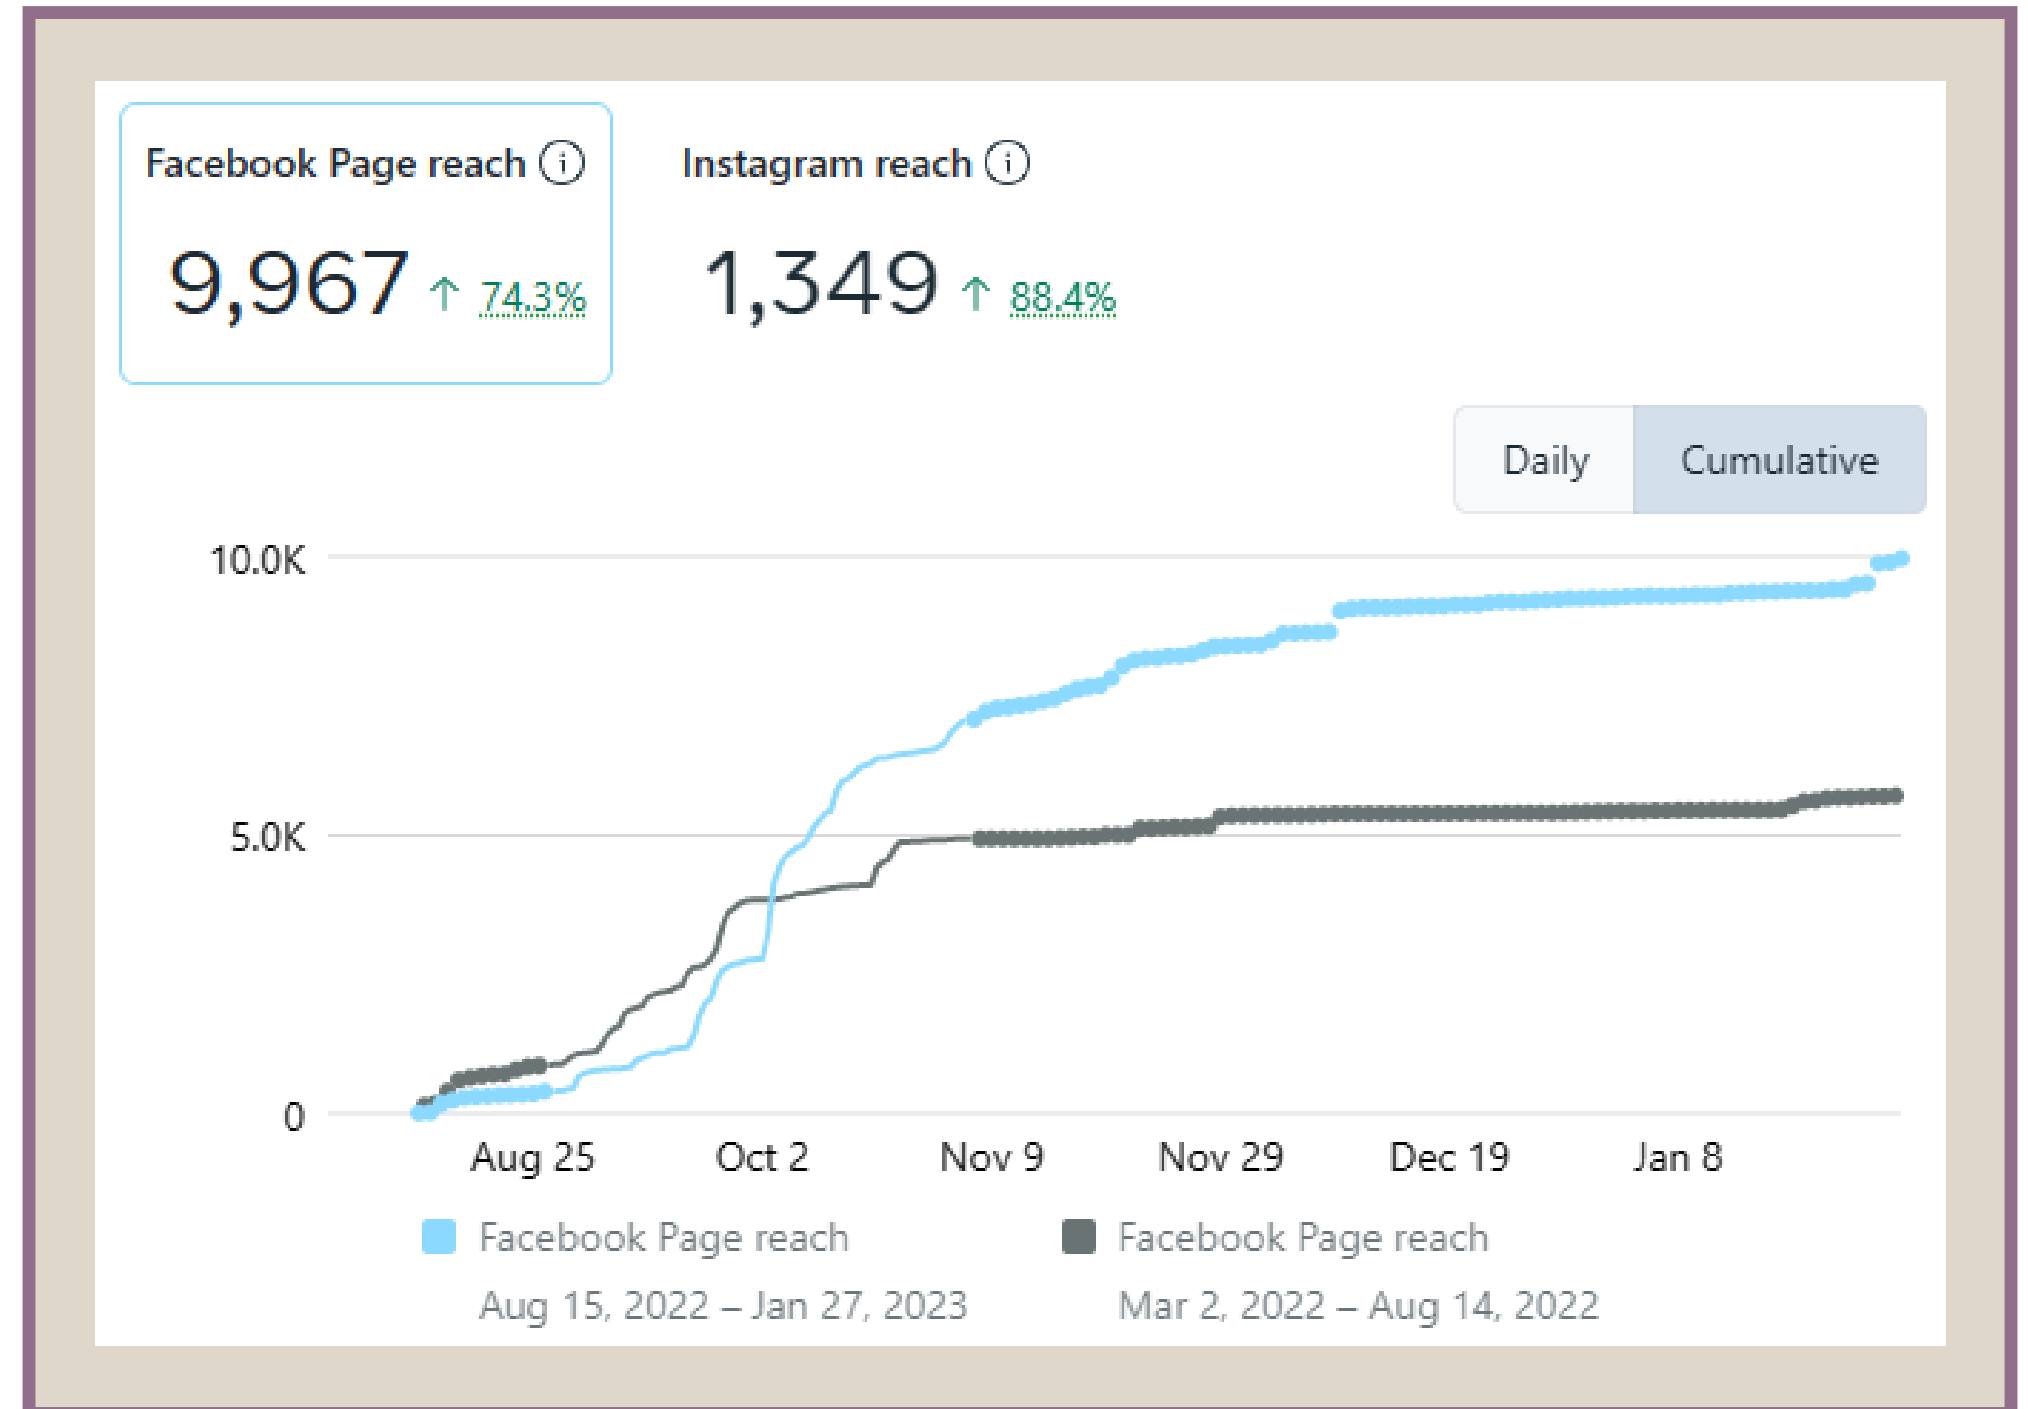 Facebook Page reach
Instagram reach
9,967 ↑ 74.3%
1,349 ↑ 88.4%
Daily
Cumulative
10.0K
5.0K
0
Aug 25
Oct 2
Nov 9
Nov 29
Dec 19
Jan 8
Facebook Page reach
Aug 15, 2022 – Jan 27, 2023
Facebook Page reach
Mar 2, 2022 – Aug 14, 2022